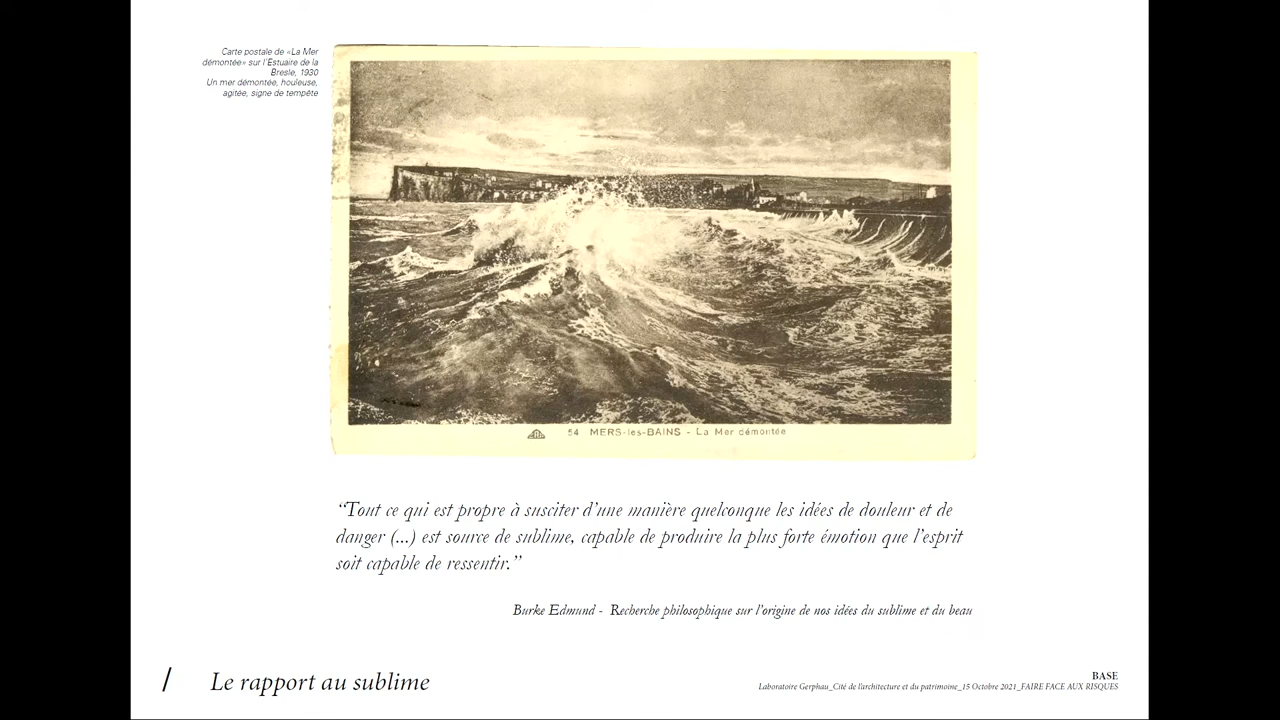 Carte postale de «La Mer
démontée» sur l'Estuaire de la
Bresle, 1930
Un mer démontée, houleuse,
agitée, signe de tempête
54 MERS-les-BAINS - La Mer démontée
“Tout ce qui est propre à susciter d'une manière quelconque les idées de douleur et de
danger (...) est source de sublime, capable de produire la plus forte émotion que l'esprit
soit capable de ressentir.”
Burke Edmund - Recherche philosophique sur l'origine de nos idées du sublime et du beau
/ Le rapport au sublime
BASE
Laboratoire Gerphau_Cité de l'architecture et du patrimoine_15 Octobre 2021_FAIRE FACE AUX RISQUES